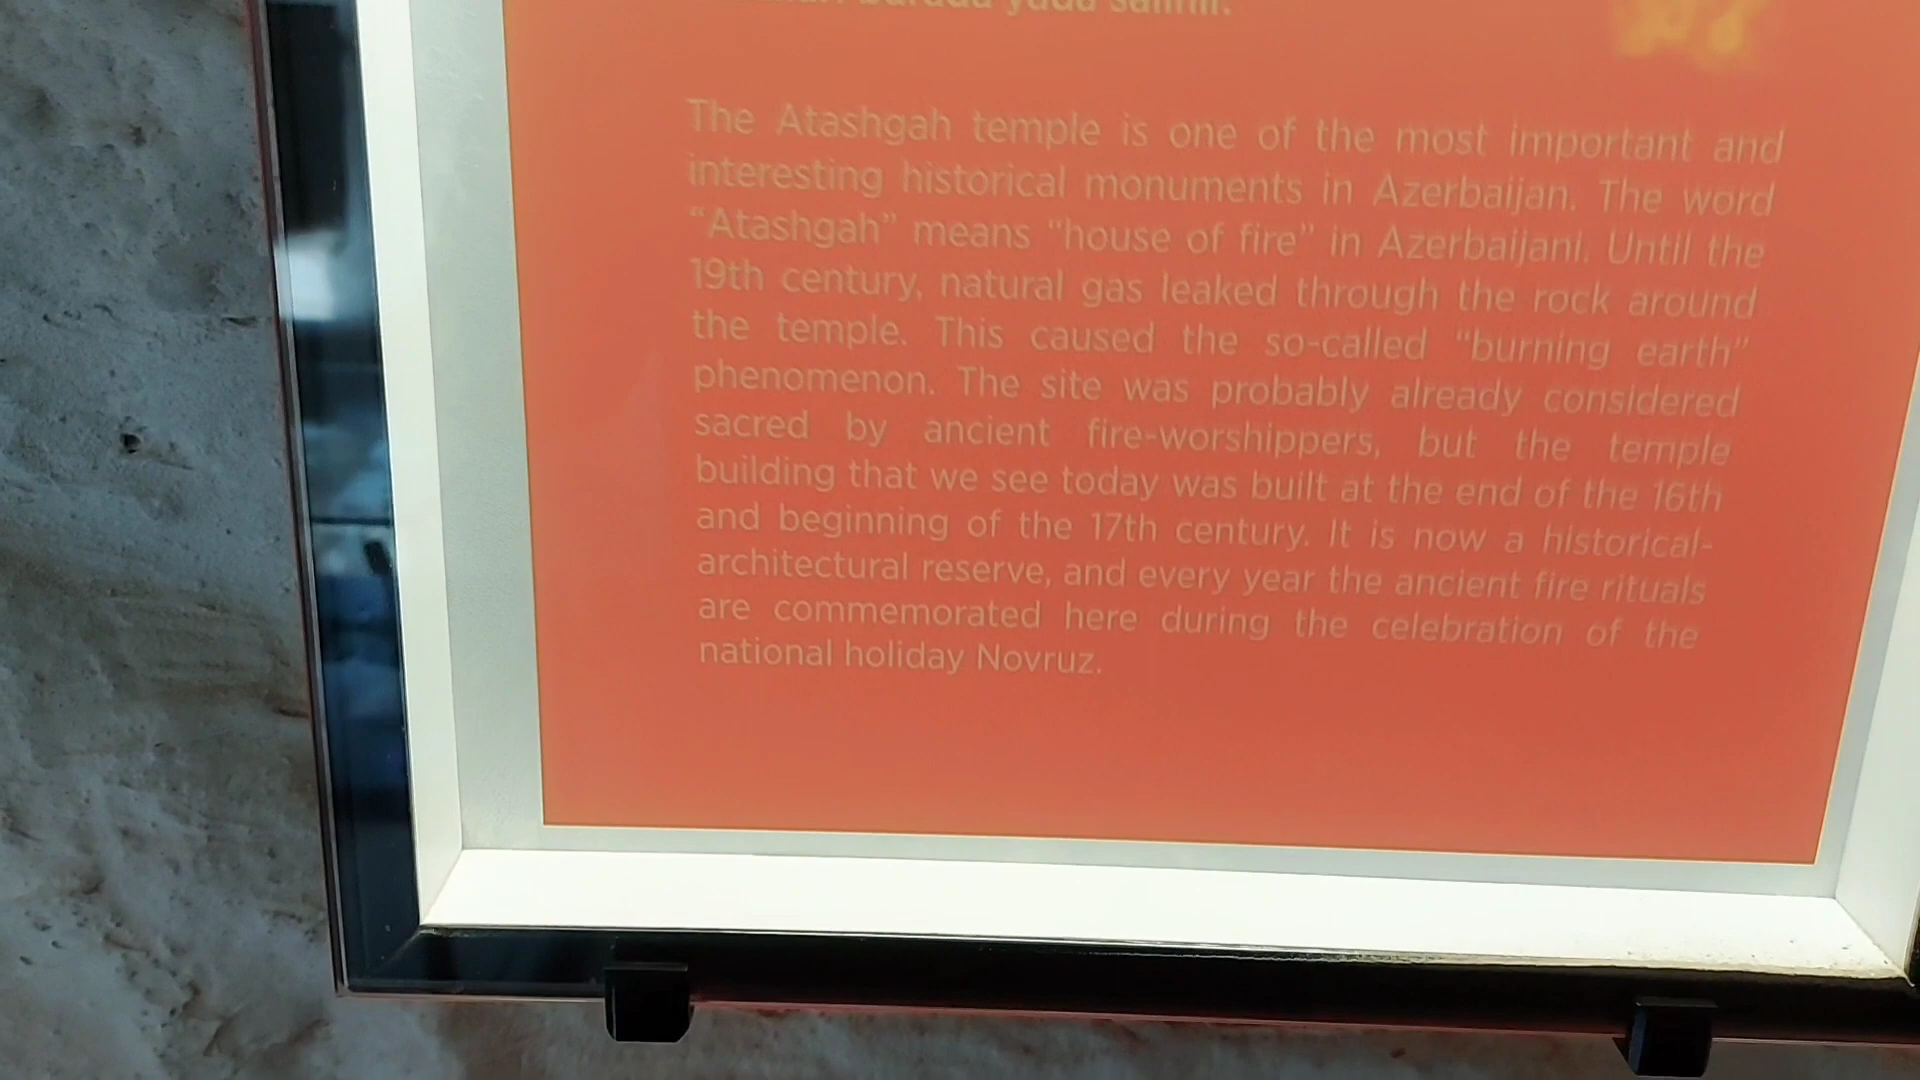 burada yada salınır.
The Atashgah temple is one of the most important and
interesting historical monuments in Azerbaijan. The word
“Atashgah” means “house of fire” in Azerbaijani. Until the
19th century, natural gas leaked through the rock around
the temple. This caused the so-called “burning earth”
phenomenon. The site was probably already considered
sacred by ancient fire-worshippers, but the temple
building that we see today was built at the end of the 16th
and beginning of the 17th century. It is now a historical-
architectural reserve, and every year the ancient fire rituals
are commemorated here during the celebration of the
national holiday Novruz.